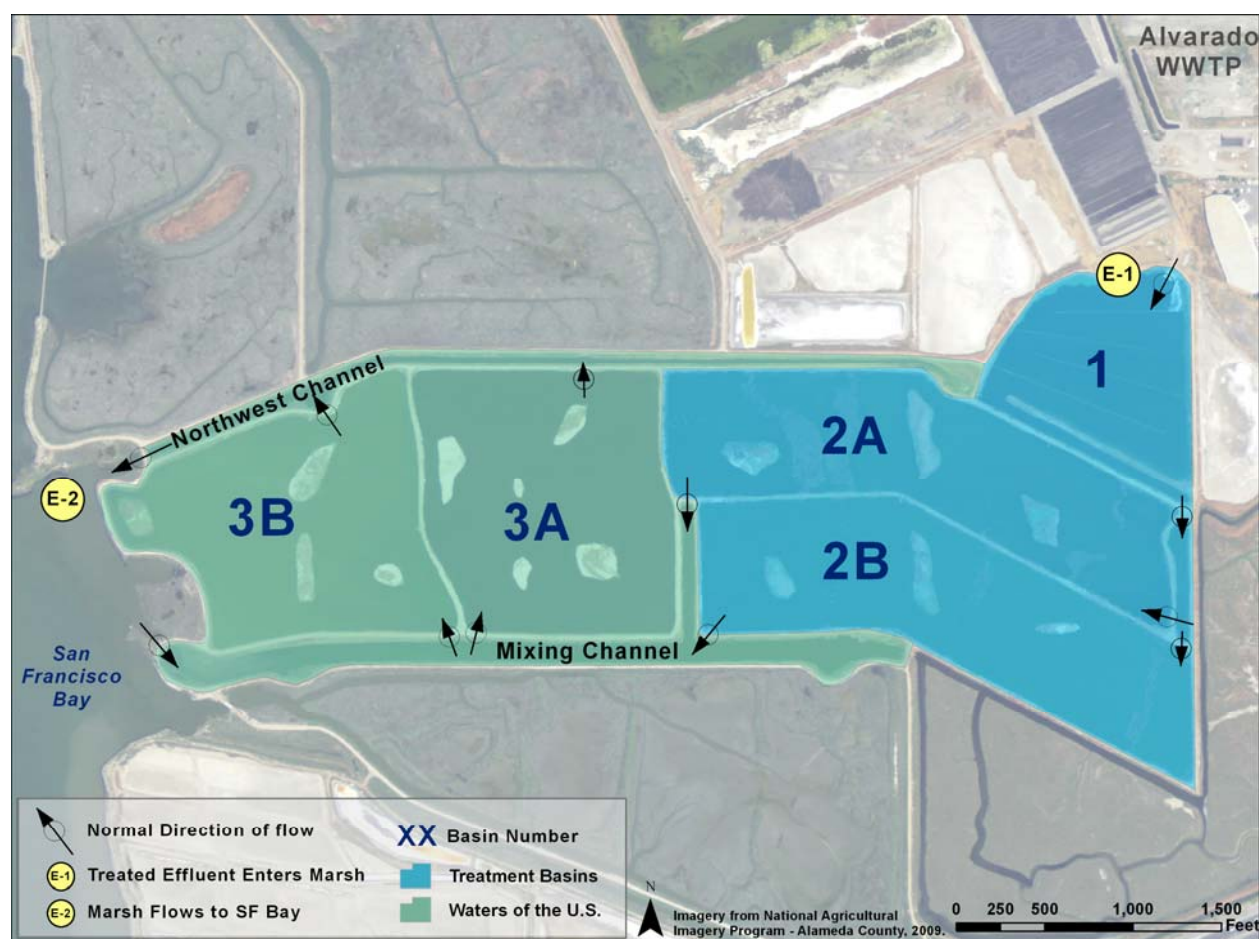 Alvarado
WWTP
E-1
1
2A
Northwest Channel
E-2
3B
3A
2B
Mixing Channel
San
Francisco
Bay
Normal Direction of flow
XX Basin Number
E-1 Treated Effluent Enters Marsh
Treatment Basins
E-2 Marsh Flows to SF Bay
Waters of the U.S.
N
Imagery from National Agricultural
Imagery Program - Alameda County, 2009.
0 250 500 1,000 1,500
Feet